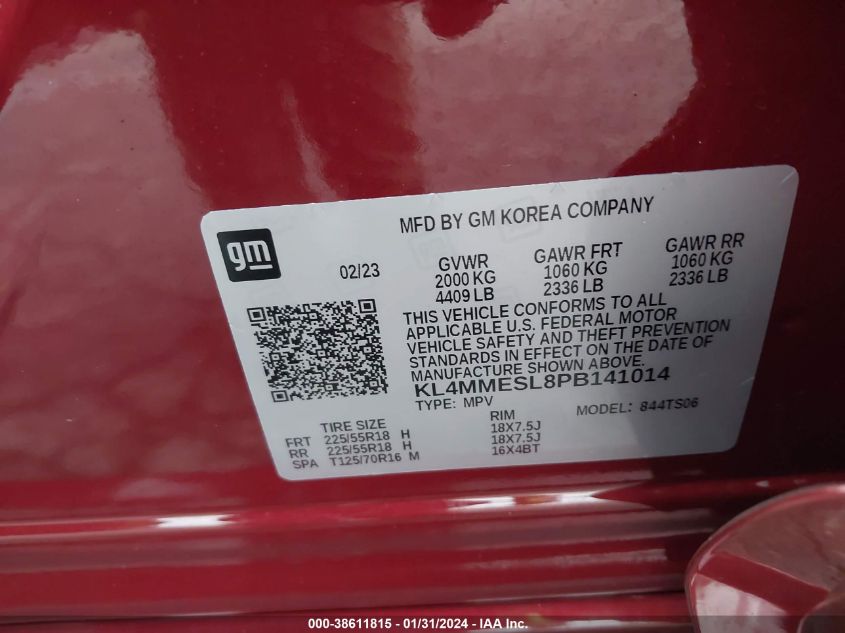 MFD BY GM KOREA COMPANY
gm
02/23
GVWR GAWR FRT GAWR RR
2000 KG 1060 KG 1060 KG
4409 LB 2336 LB 2336 LB
THIS VEHICLE CONFORMS TO ALL
APPLICABLE U.S. FEDERAL MOTOR
VEHICLE SAFETY AND THEFT PREVENTION
STANDARDS IN EFFECT ON THE DATE OF
MANUFACTURE SHOWN ABOVE.
KL4MMESL8PB141014
TYPE: MPV MODEL: 844TS06
TIRE SIZE RIM
FRT 225/55R18 H 18X7.5J
RR 225/55R18 H 18X7.5J
SPA T125/70R16 M 16X4BT
000-38611815 - 01/31/2024 - IAA Inc.